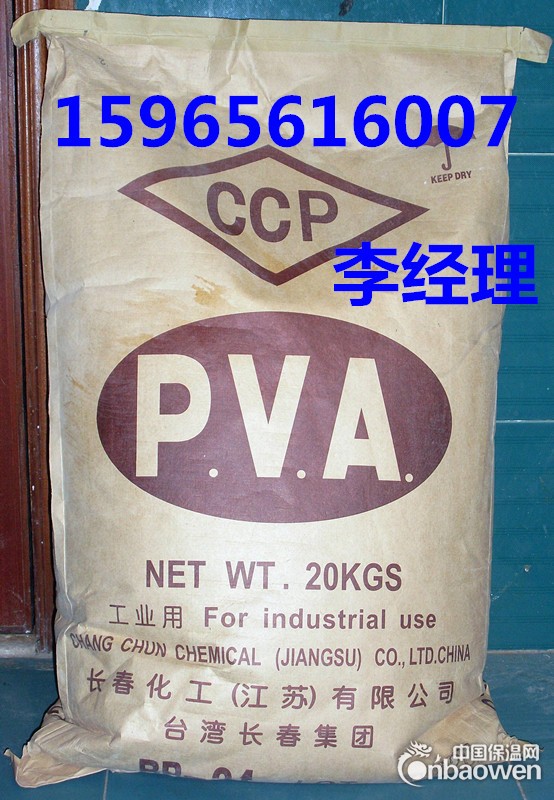 15965616007
KEEP DRY
CCP
李经理
P.V.A.
NET WT. 20KGS
工业用 For industrial use
CHANG CHUN CHEMICAL (JIANGSU) CO., LTD.CHINA
长春化工(江苏)有限公司
台湾长春集团
中国保温网
onbaowen